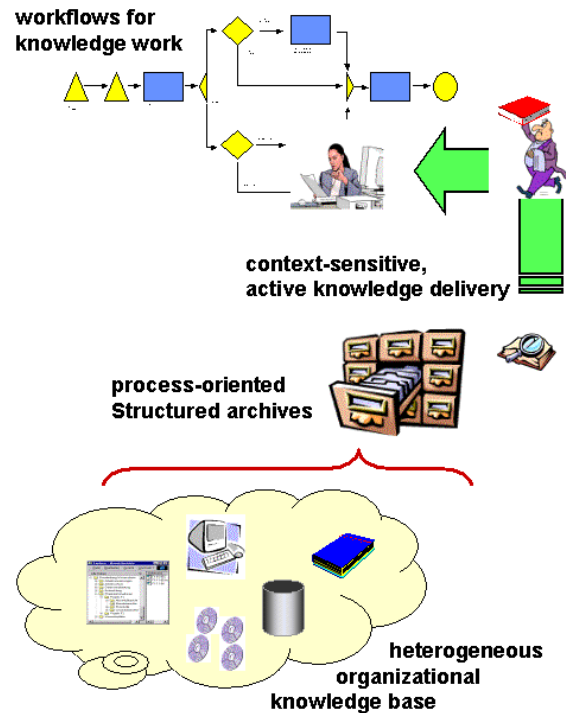 workflows for
knowledge work
context-sensitive,
active knowledge delivery
process-oriented
Structured archives
heterogeneous
organizational
knowledge base